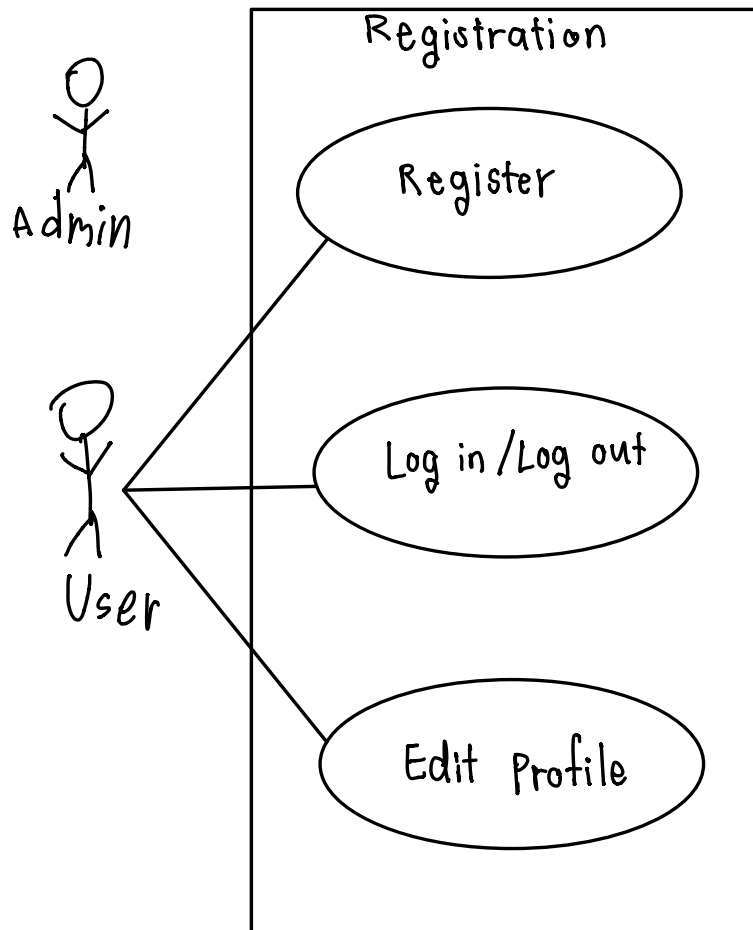 Registration
Register
Admin
Log in / Log out
User
Edit Profile